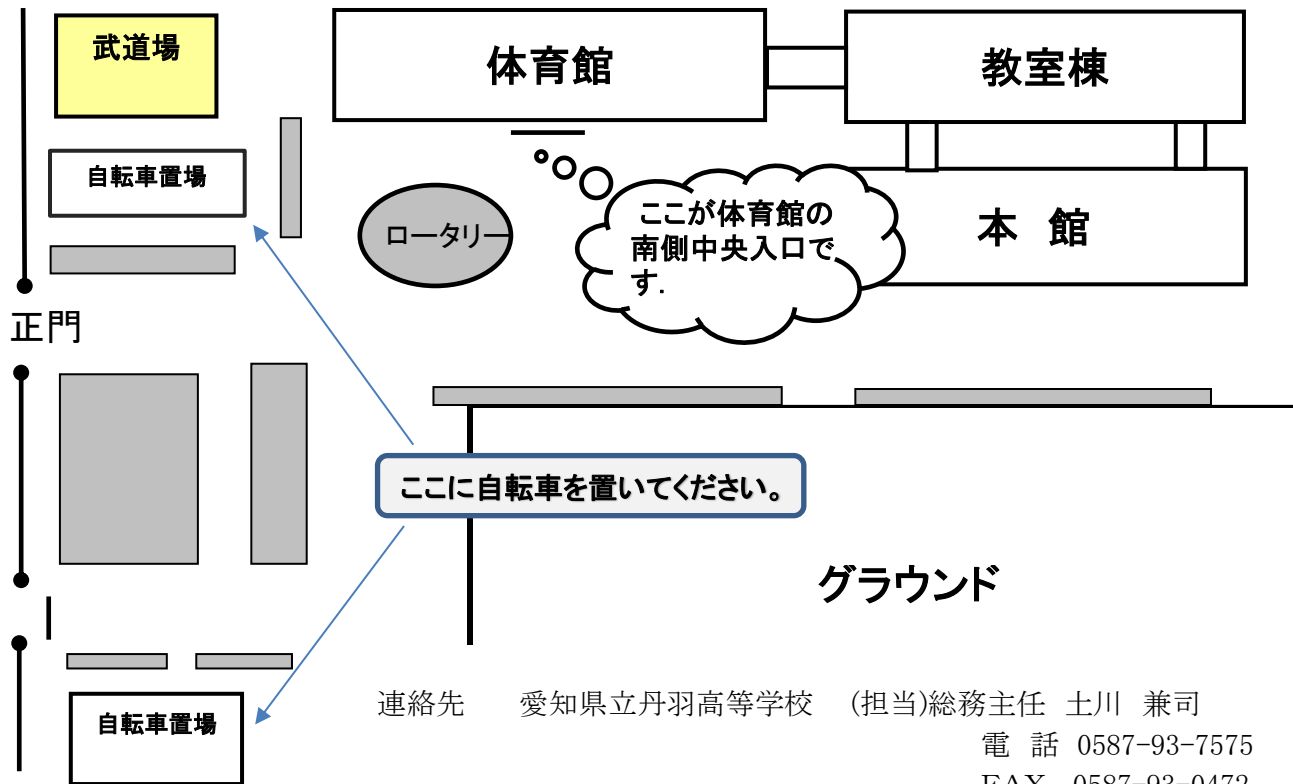 武道場
体育館
教室棟
自転車置場
ロータリー
ここが体育館の
南側中央入口で
す.
本 館
正門
ここに自転車を置いてください。
グラウンド
連絡先 愛知県立丹羽高等学校 (担当)総務主任 土川 兼司
自転車置場
電 話 0587-93-7575
FAX 0587-93-0472